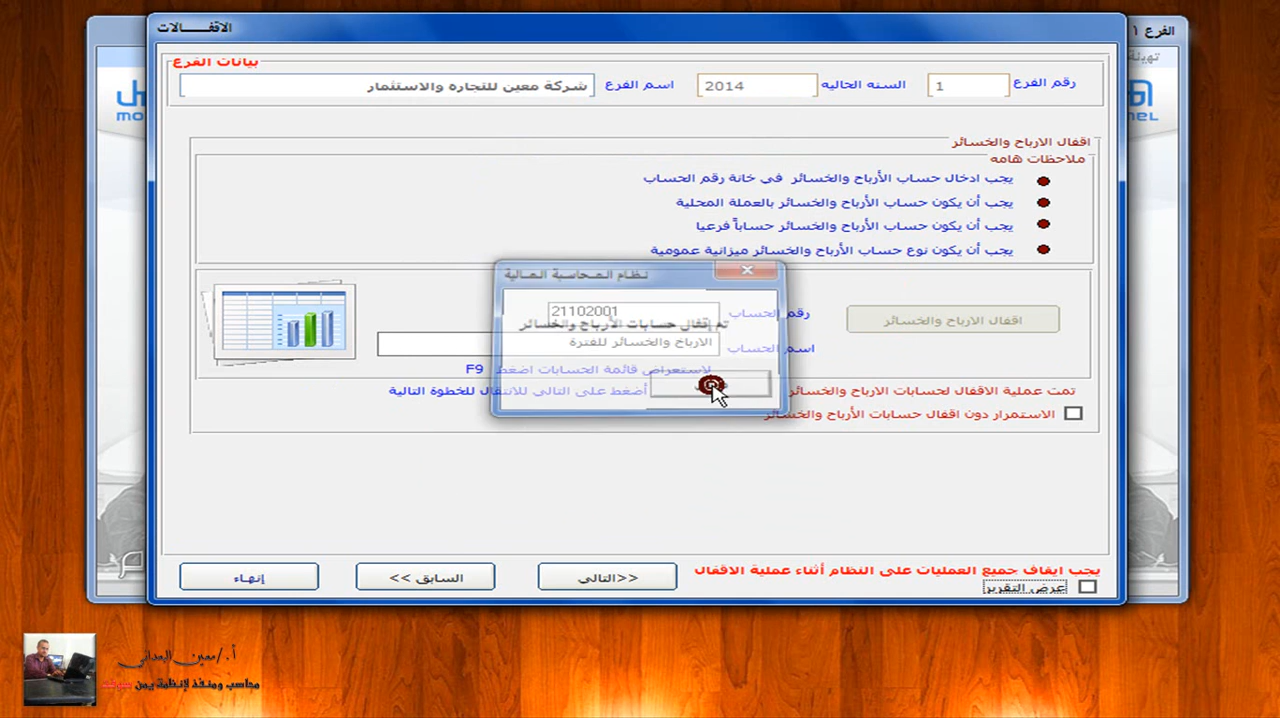 الاقفـــالات
الفرع ١
تهيئة
بيانات الفرع
رقم الفرع 1 السنه الحاليه 2014 اسم الفرع شركة معين للتجاره والاستثمار
اقفال الارباح والخسائر
ملاحظات هامه
يجب ادخال حساب الأرباح والخسائر في خانة رقم الحساب
يجب أن يكون حساب الأرباح والخسائر بالعملة المحلية
يجب أن يكون حساب الأرباح والخسائر حساباً فرعيا
يجب أن يكون نوع حساب الأرباح والخسائر ميزانية عمومية
نظام المحاسبة المالية
اقفال الارباح والخسائر
رقم الحساب 21102001
تم إقفال حسابات الأرباح والخسائر
اسم الحساب الارباح والخسائر للفترة
لاستعراض قائمة الحسابات اضغط F9
تمت عملية الاقفال لحسابات الارباح والخسائر أضغط على التالي للانتقال للخطوة التالية
الاستمرار دون اقفال حسابات الأرباح والخسائر
يجب ايقاف جميع العمليات على النظام أثناء عملية الاقفال
عرض التقرير
التالي>>
السابق <<
إنهاء
أ./معين اليمداني
محاسب ومنفذ لإنظمة يمن سوفت